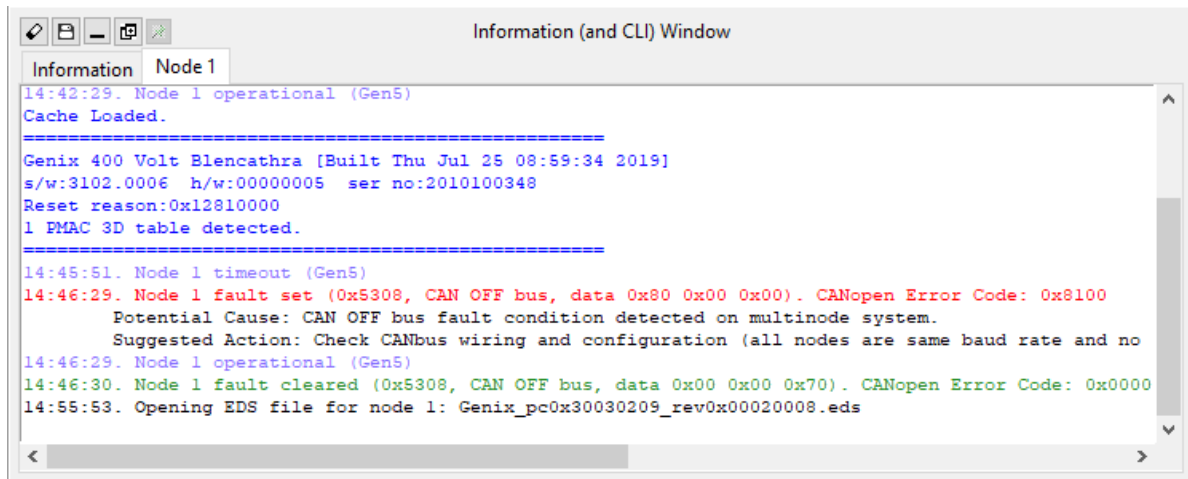 Information (and CLI) Window
Information Node 1
14:42:29. Node 1 operational (Gen5)
Cache Loaded.
==================================================
Genix 400 Volt Blencathra [Built Thu Jul 25 08:59:34 2019]
s/w:3102.0006 h/w:00000005 ser no:2010100348
Reset reason:0x12810000
1 PMAC 3D table detected.
==================================================
14:45:51. Node 1 timeout (Gen5)
14:46:29. Node 1 fault set (0x5308, CAN OFF bus, data 0x80 0x00 0x00). CANopen Error Code: 0x8100
Potential Cause: CAN OFF bus fault condition detected on multinode system.
Suggested Action: Check CANbus wiring and configuration (all nodes are same baud rate and no
14:46:29. Node 1 operational (Gen5)
14:46:30. Node 1 fault cleared (0x5308, CAN OFF bus, data 0x00 0x00 0x70). CANopen Error Code: 0x0000
14:55:53. Opening EDS file for node 1: Genix_pc0x30030209_rev0x00020008.eds